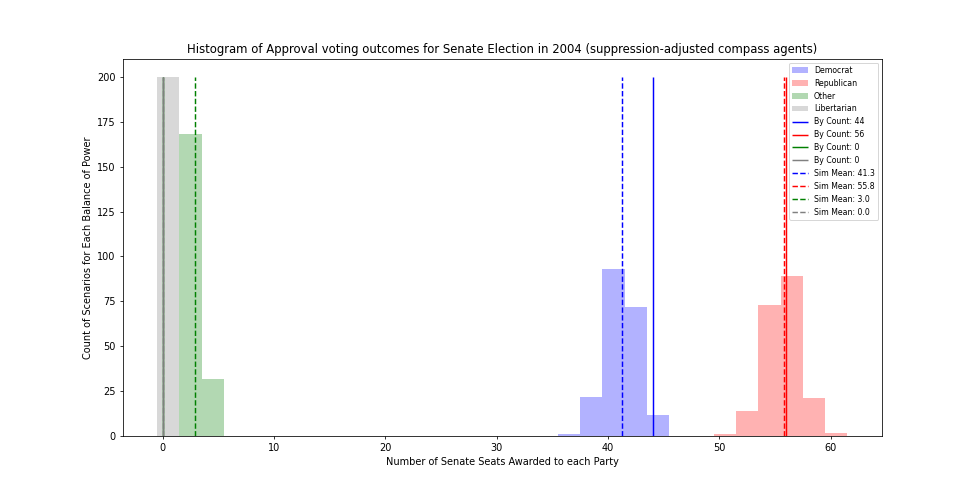 Histogram of Approval voting outcomes for Senate Election in 2004 (suppression-adjusted compass agents)
Count of Scenarios for Each Balance of Power
200
175
150
125
100
75
50
25
0
Democrat
Republican
Other
Libertarian
By Count: 44
By Count: 56
By Count: 0
By Count: 0
Sim Mean: 41.3
Sim Mean: 55.8
Sim Mean: 3.0
Sim Mean: 0.0
0 10 20 30 40 50 60
Number of Senate Seats Awarded to each Party